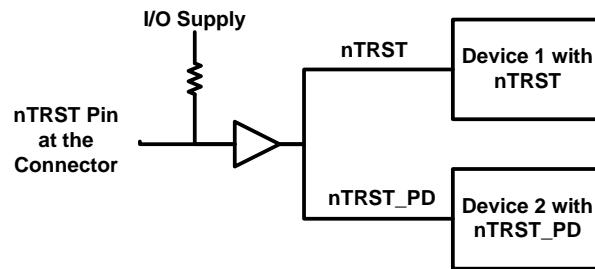 I/O Supply
nTRST Pin
at the
Connector
nTRST
Device 1 with
nTRST
nTRST_PD
Device 2 with
nTRST_PD